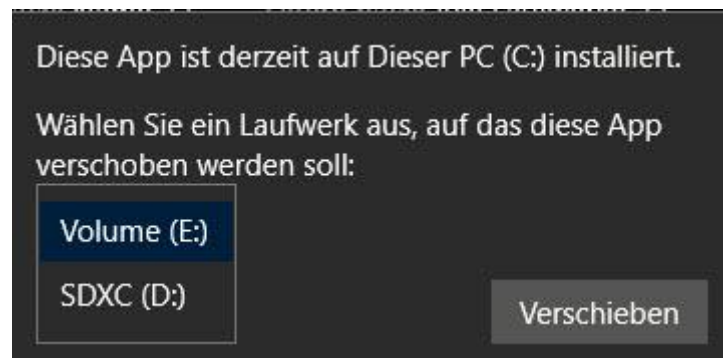 Diese App ist derzeit auf Dieser PC (C:) installiert.
Wählen Sie ein Laufwerk aus, auf das diese App
verschoben werden soll:
Volume (E:)
SDXC (D:)
Verschieben